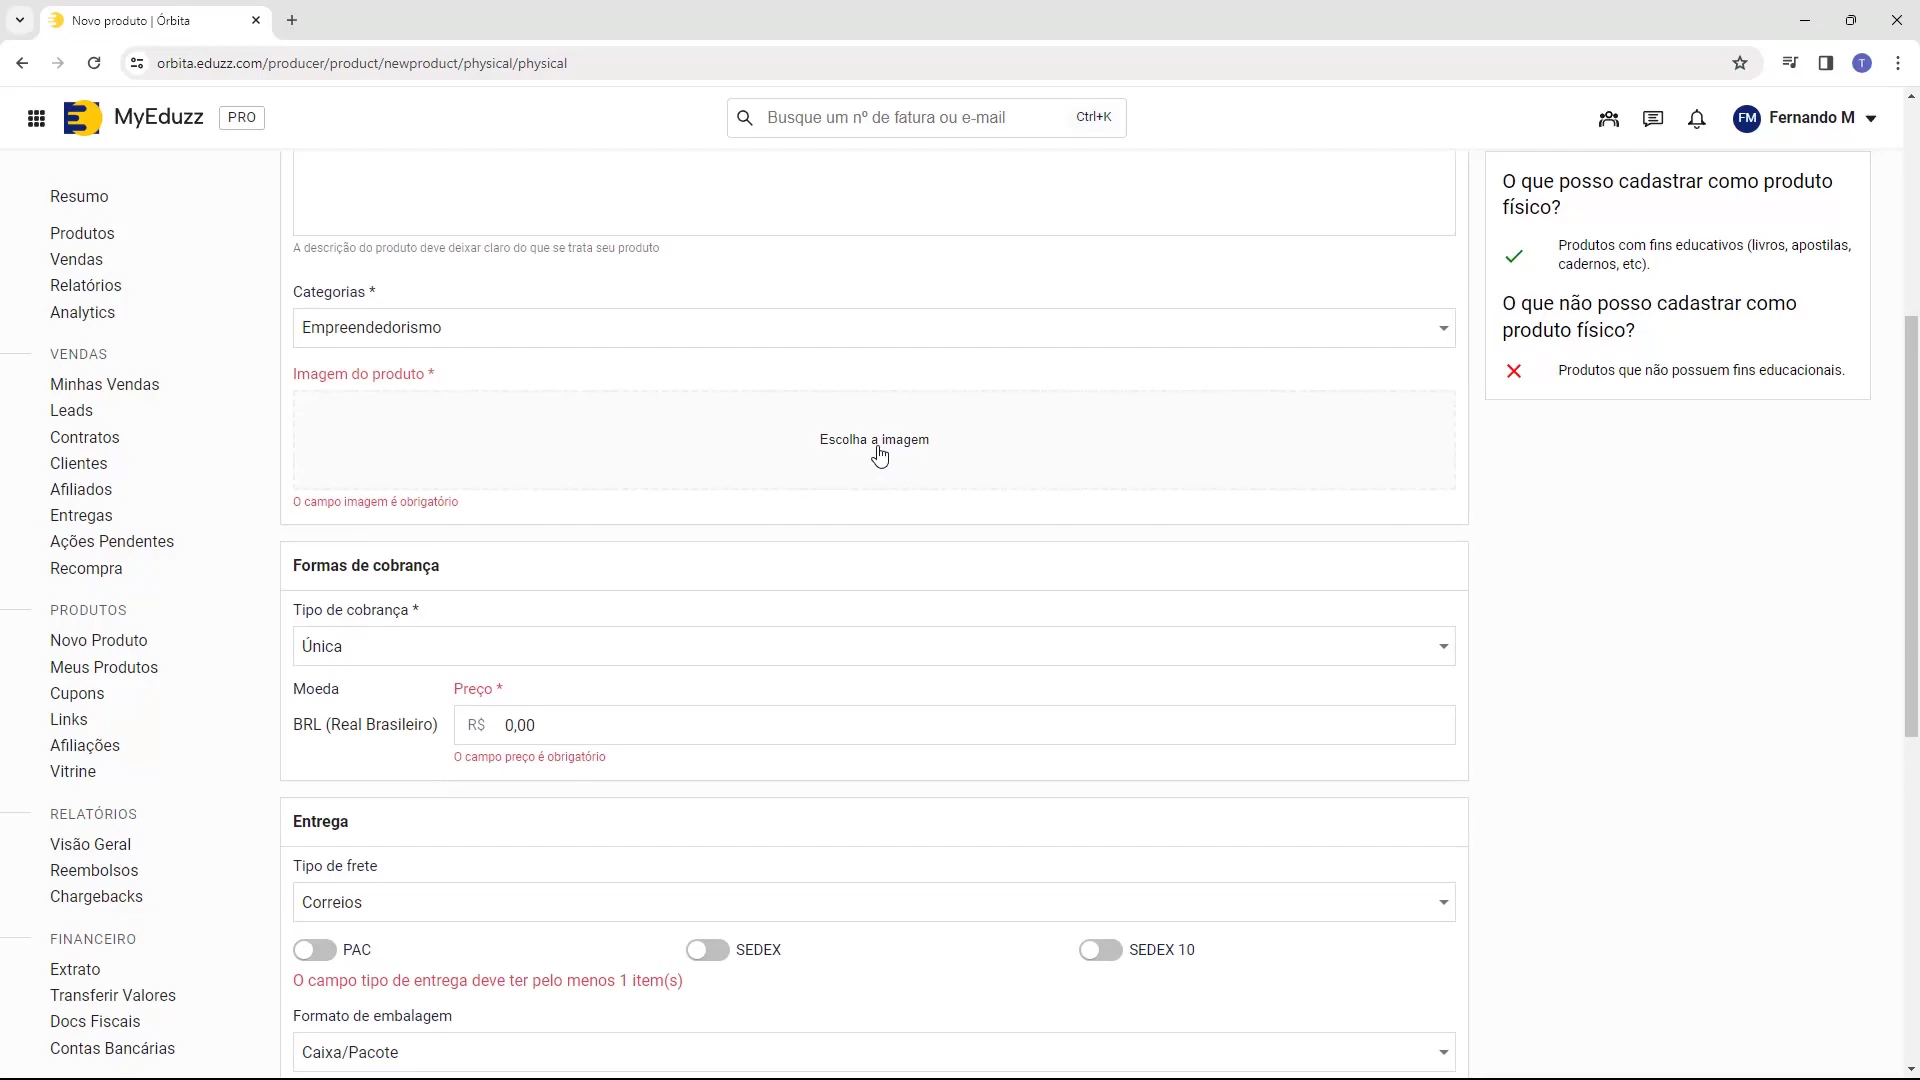 Novo produto | Órbita
orbita.eduzz.com/producer/product/newproduct/physical/physical
T
MyEduzz
PRO
Busque um nº de fatura ou e-mail
Ctrl+K
FM
Fernando M
Resumo
Produtos
Vendas
Relatórios
Analytics
VENDAS
Minhas Vendas
Leads
Contratos
Clientes
Afiliados
Entregas
Ações Pendentes
Recompra
PRODUTOS
Novo Produto
Meus Produtos
Cupons
Links
Afiliações
Vitrine
RELATÓRIOS
Visão Geral
Reembolsos
Chargebacks
FINANCEIRO
Extrato
Transferir Valores
Docs Fiscais
Contas Bancárias
A descrição do produto deve deixar claro do que se trata seu produto
Categorias *
Empreendedorismo
Imagem do produto *
Escolha a imagem
O campo imagem é obrigatório
Formas de cobrança
Tipo de cobrança *
Única
Moeda
Preço *
BRL (Real Brasileiro)
R$ 0,00
O campo preço é obrigatório
Entrega
Tipo de frete
Correios
PAC
SEDEX
SEDEX 10
O campo tipo de entrega deve ter pelo menos 1 item(s)
Formato de embalagem
Caixa/Pacote
O que posso cadastrar como produto
físico?
Produtos com fins educativos (livros, apostilas,
cadernos, etc).
O que não posso cadastrar como
produto físico?
Produtos que não possuem fins educacionais.